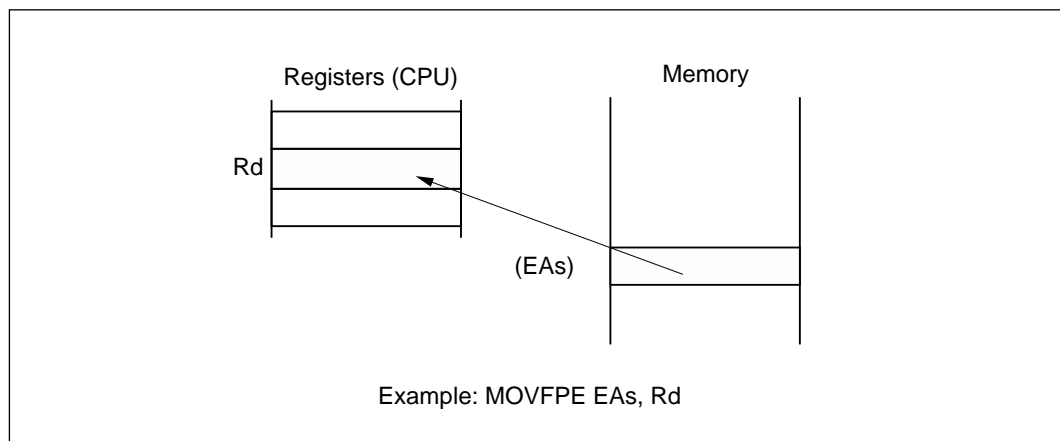 Registers (CPU)
Memory
Rd
(EAs)
Example: MOVFPE EAs, Rd